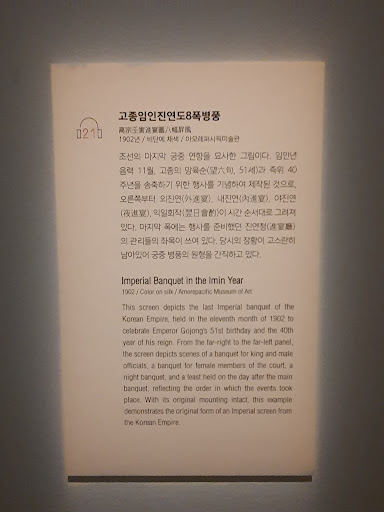 21
고종임인진연도8폭병풍
高宗壬寅進宴圖八幅屛風
1902년 / 비단에 채색 / 아모레퍼시픽미술관
조선의 마지막 궁중 연향을 묘사한 그림이다. 임인년
음력 11월, 고종의 망육순(望六旬, 51세)과 즉위 40
주년을 송축하기 위한 행사를 기념하여 제작된 것으로,
오른쪽부터 외진연(外進宴), 내진연(內進宴), 야진연
(夜進宴), 익일회작(翌日會酌)이 시간 순서대로 그려져
있다. 마지막 폭에는 행사를 준비했던 진연청(進宴廳)
의 관리들의 좌목이 쓰여 있다. 당시의 장황이 고스란히
남아있어 궁중 병풍의 원형을 간직하고 있다.
Imperial Banquet in the Imin Year
1902 / Color on silk / Amorepacific Museum of Art
This screen depicts the last Imperial banquet of the
Korean Empire, held in the eleventh month of 1902 to
celebrate Emperor Gojong's 51st birthday and the 40th
year of his reign. From the far-right to the far-left panel,
the screen depicts scenes of a banquet for king and male
officials, a banquet for female members of the court, a
night banquet, and a feast held on the day after the main
banquet, reflecting the order in which the events took
place. With its original mounting intact, this example
demonstrates the original form of an Imperial screen from
the Korean Empire.